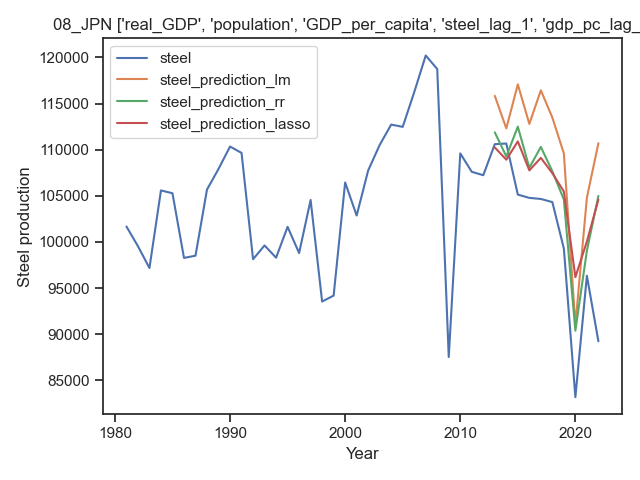 08_JPN ['real_GDP', 'population', 'GDP_per_capita', 'steel_lag_1', 'gdp_pc_lag_
steel
steel_prediction_lm
steel_prediction_rr
steel_prediction_lasso
120000
115000
110000
105000
100000
95000
90000
85000
Steel production
1980
1990
2000
2010
2020
Year